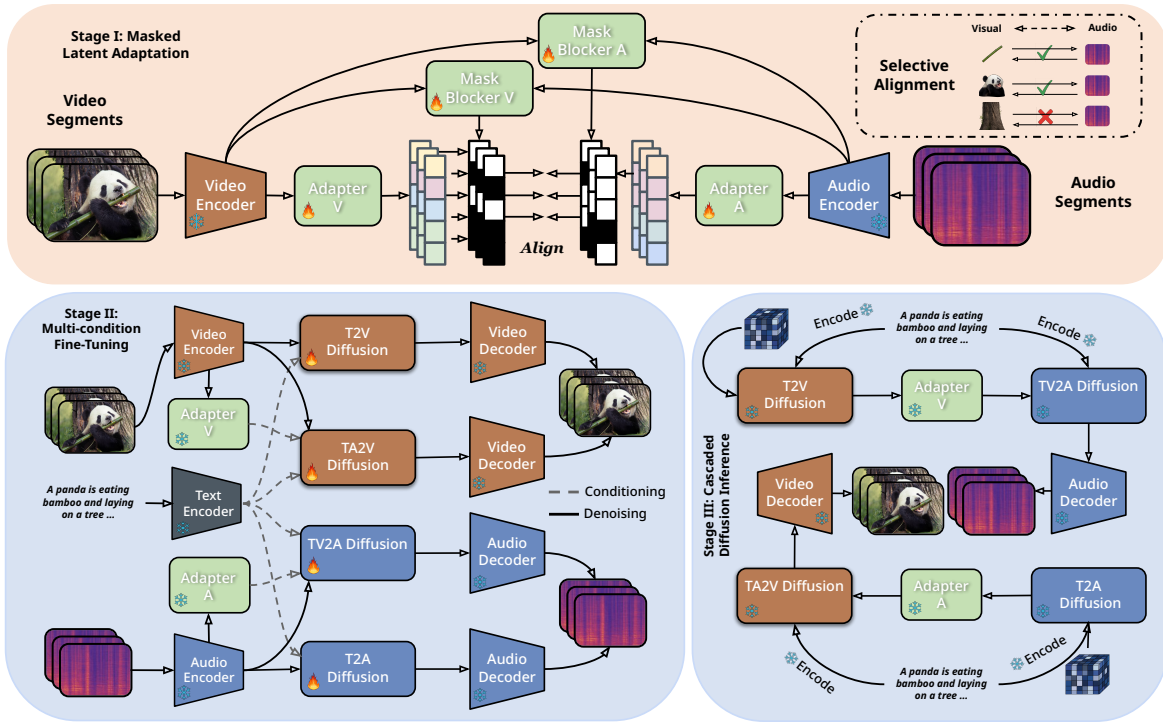 Stage I: Masked
Latent Adaptation
Video
Segments
Video
Encoder
Adapter
V
Mask
Blocker A
Mask
Blocker V
Align
Adapter
A
Audio
Encoder
Audio
Segments
Selective
Alignment
Visual
Audio
Stage II:
Multi-condition
Fine-Tuning
Video
Encoder
Adapter
V
A panda is eating
bamboo and laying
on a tree ...
Text
Encoder
Adapter
A
Audio
Encoder
T2V
Diffusion
TA2V
Diffusion
TV2A Diffusion
T2A
Diffusion
Video
Decoder
Video
Decoder
Audio
Decoder
Audio
Decoder
Conditioning
Denoising
Stage III: Cascaded
Diffusion Inference
Encode
A panda is eating
bamboo and laying
on a tree ...
Encode
T2V
Diffusion
Adapter
V
TV2A Diffusion
Video
Decoder
Audio
Decoder
TA2V Diffusion
Adapter
A
T2A
Diffusion
Encode
A panda is eating
bamboo and laying
on a tree ...
Encode